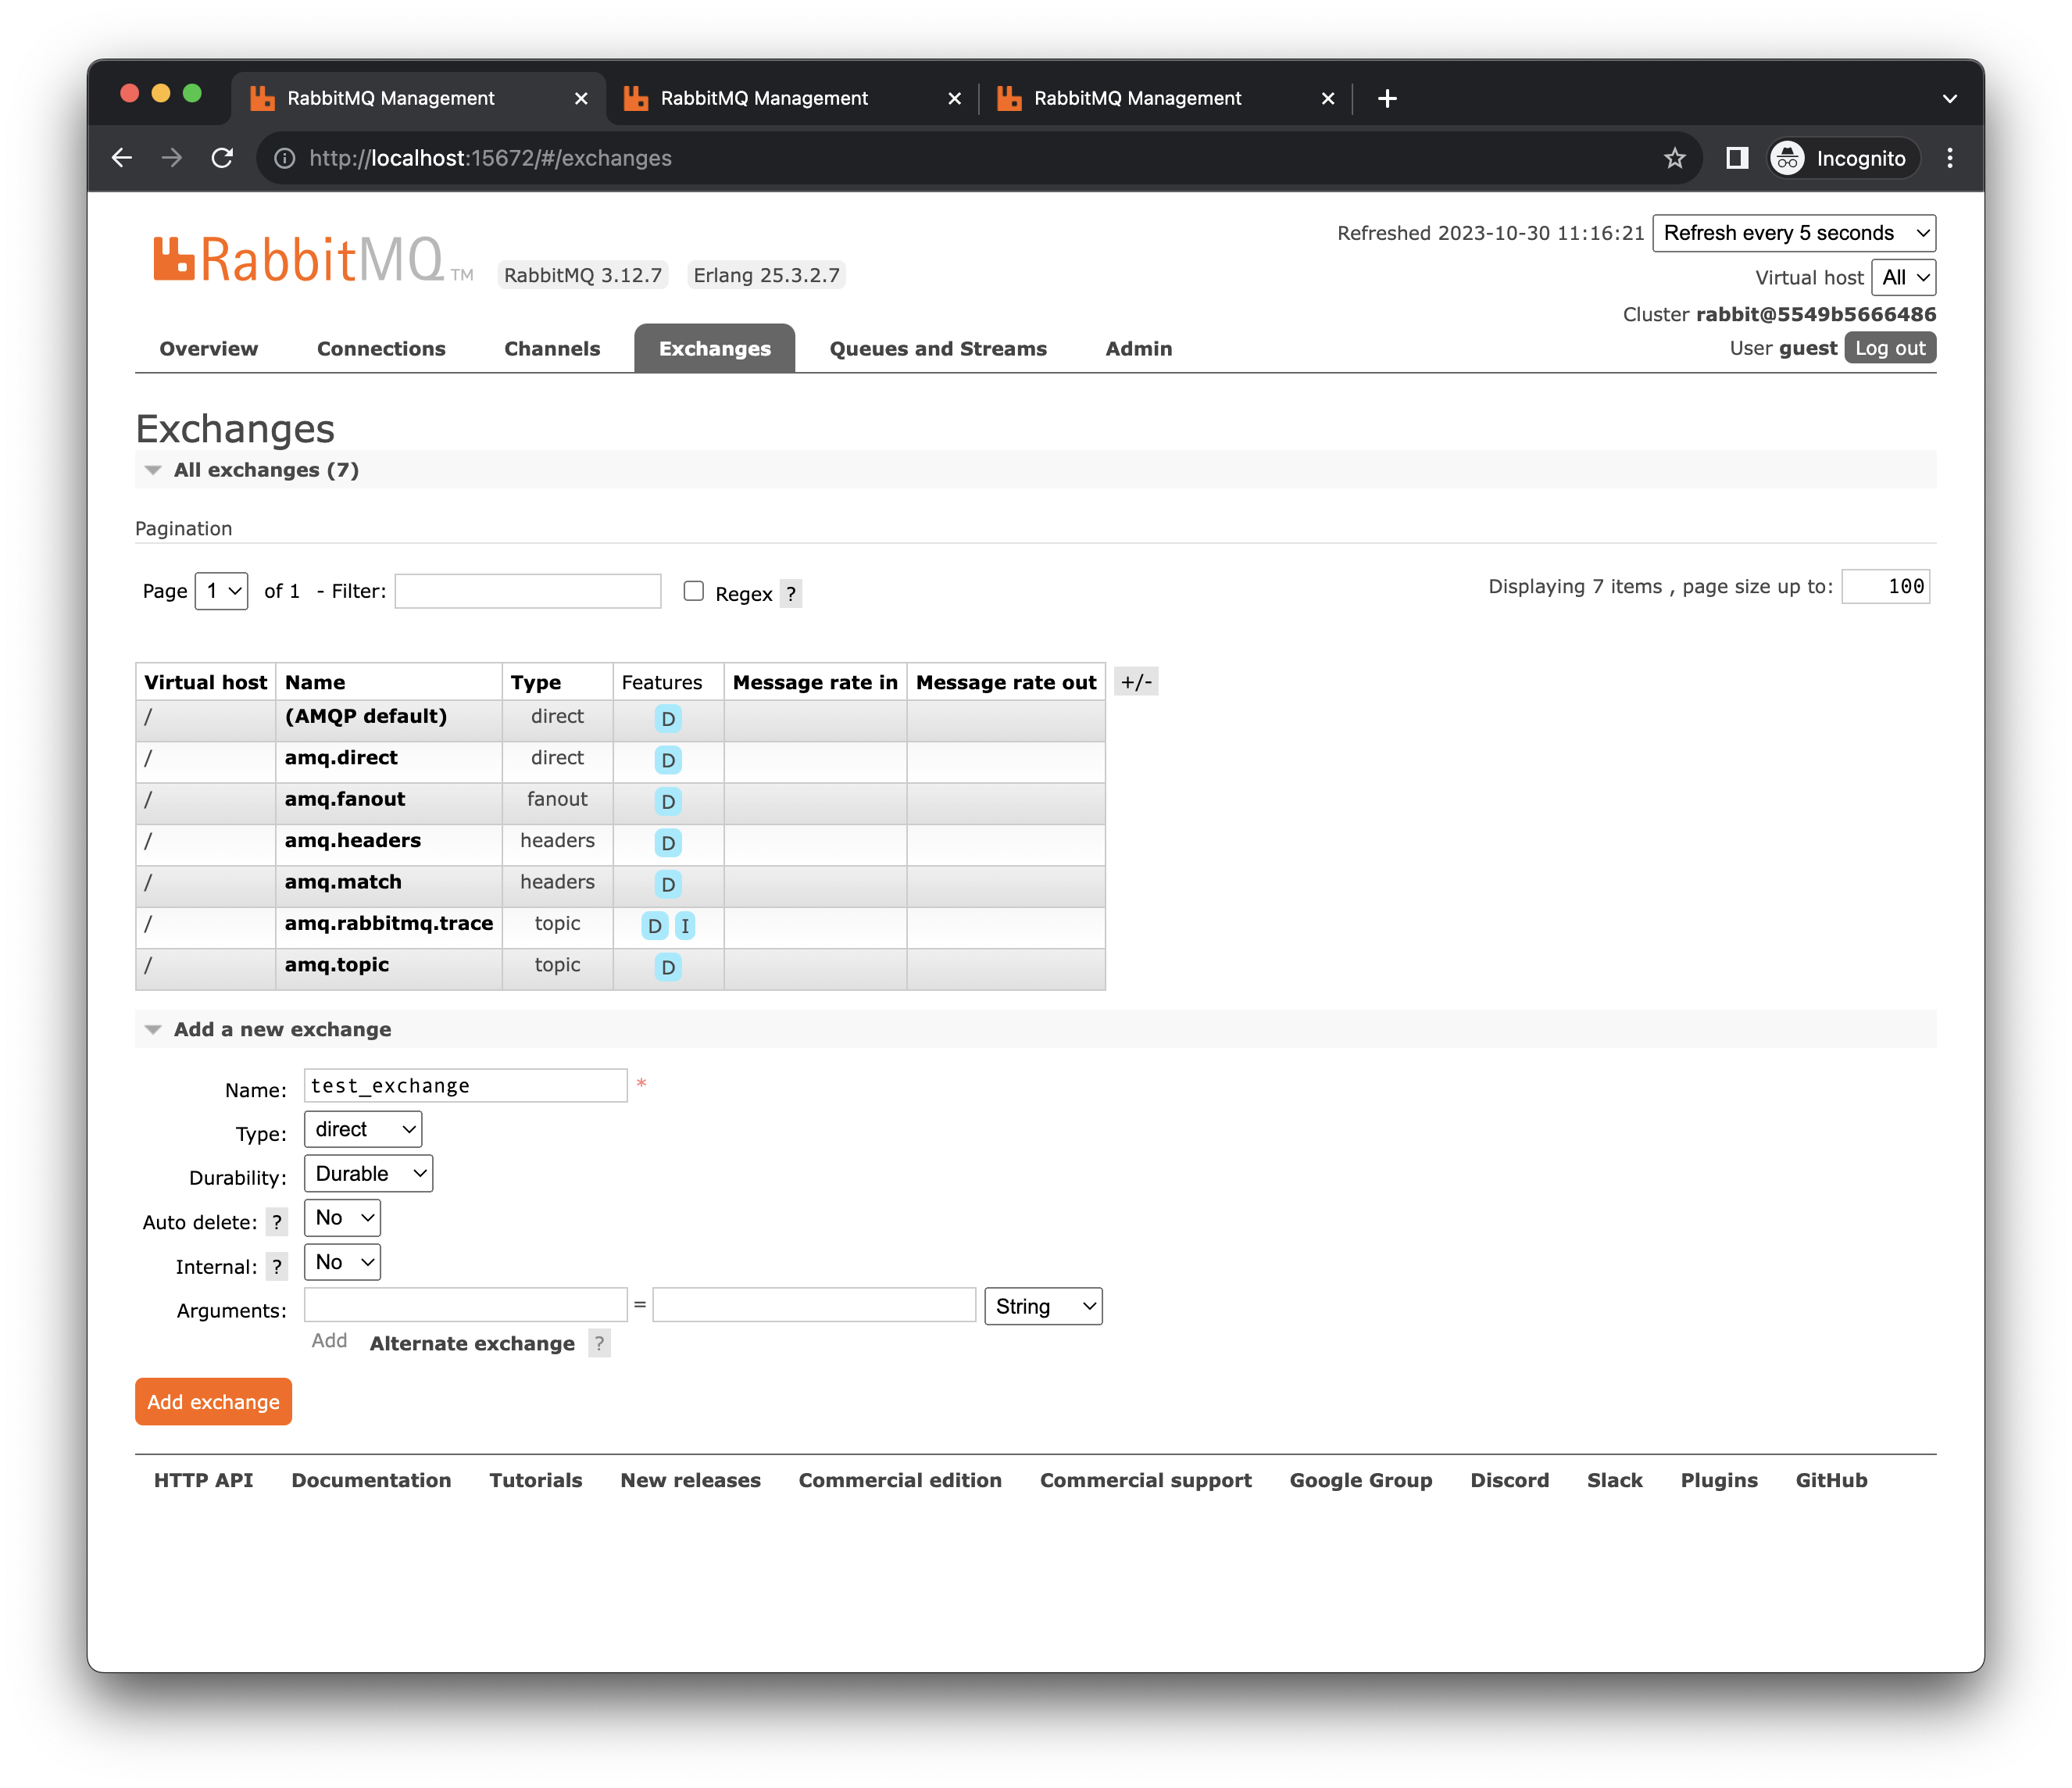 RabbitMQ Management RabbitMQ Management RabbitMQ Management
http://localhost:15672/#/exchanges Incognito
Refreshed 2023-10-30 11:16:21 Refresh every 5 seconds
RabbitMQ TM RabbitMQ 3.12.7 Erlang 25.3.2.7
Virtual host All
Cluster rabbit@5549b5666486
User guest Log out
Overview Connections Channels Exchanges Queues and Streams Admin
Exchanges
All exchanges (7)
Pagination
Page 1 of 1 - Filter: Regex ? Displaying 7 items , page size up to: 100
Virtual host Name Type Features Message rate in Message rate out +/-
/ (AMQP default) direct D
/ amq.direct direct D
/ amq.fanout fanout D
/ amq.headers headers D
/ amq.match headers D
/ amq.rabbitmq.trace topic D I
/ amq.topic topic D
Add a new exchange
Name: test_exchange *
Type: direct
Durability: Durable
Auto delete: ? No
Internal: ? No
Arguments: = String
Add Alternate exchange ?
Add exchange
HTTP API Documentation Tutorials New releases Commercial edition Commercial support Google Group Discord Slack Plugins GitHub